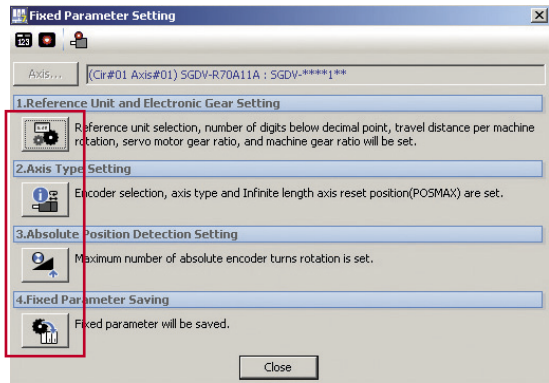 Fixed Parameter Setting
123
Axis...
(Cir#01 Axis#01) SGDV-R70A11A : SGDV-****1**
1.Reference Unit and Electronic Gear Setting
Reference unit selection, number of digits below decimal point, travel distance per machine
rotation, servo motor gear ratio, and machine gear ratio will be set.
2.Axis Type Setting
Encoder selection, axis type and Infinite length axis reset position(POSMAX) are set.
3.Absolute Position Detection Setting
Maximum number of absolute encoder turns rotation is set.
4.Fixed Parameter Saving
Fixed parameter will be saved.
Close